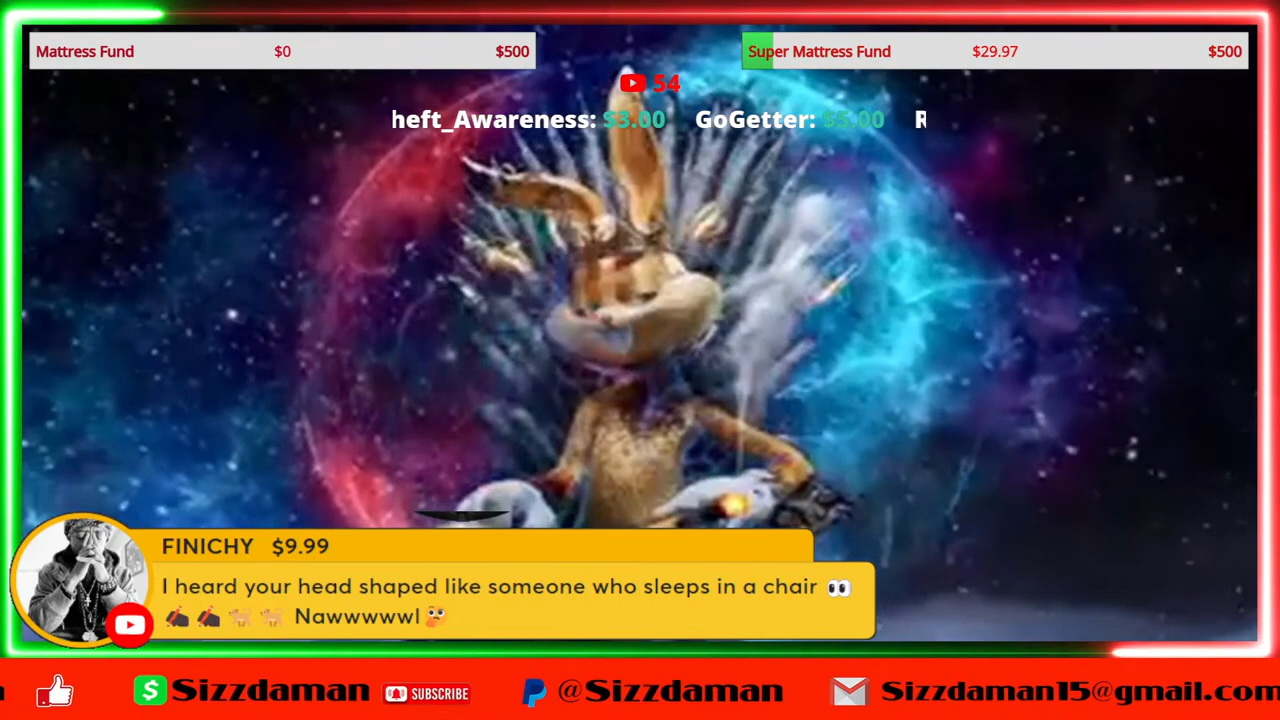 Mattress Fund $0 $500
Super Mattress Fund $29.97 $500
54
heft_Awareness: $3.00 GoGetter: $5.00 R
FINICHY $9.99
I heard your head shaped like someone who sleeps in a chair 👀
Nawwwwwl
Sizzdaman SUBSCRIBE @Sizzdaman Sizzdaman15@gmail.com